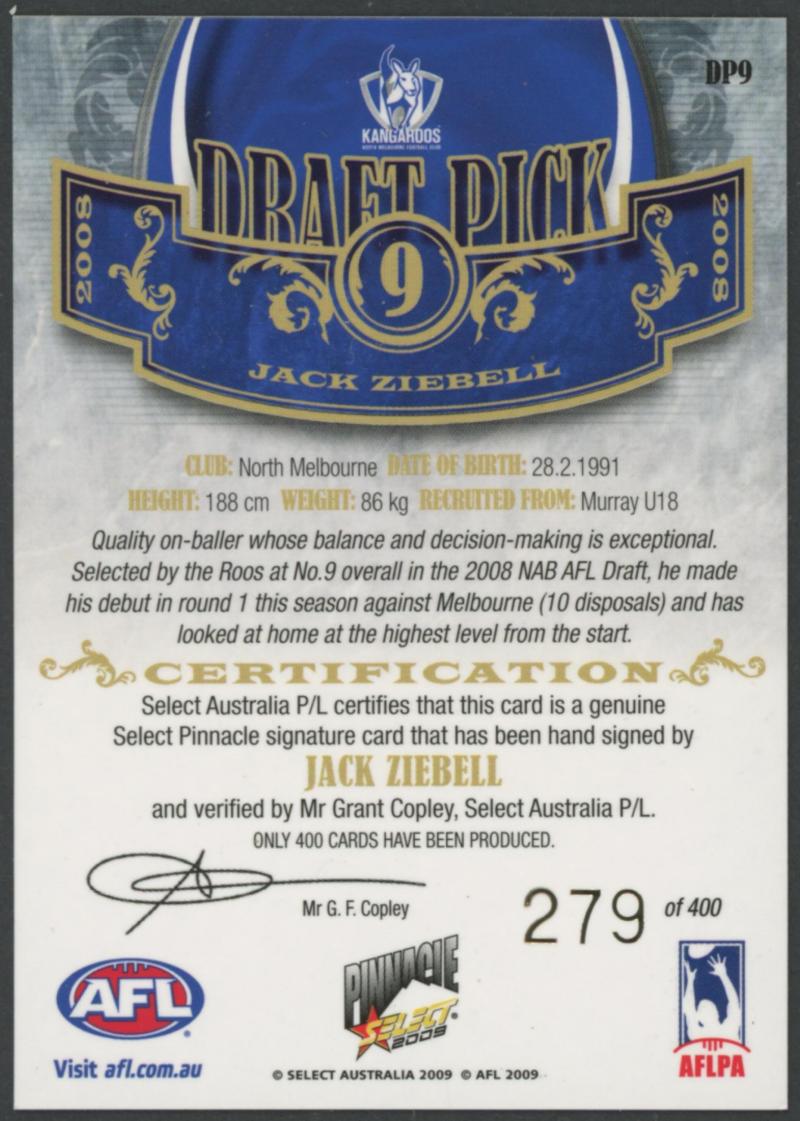 DP9
KANGAROOS
NORTH MELBOURNE FOOTBALL CLUB
DRAFT PICK
2008
9
2008
JACK ZIEBELL
CLUB: North Melbourne DATE OF BIRTH: 28.2.1991
HEIGHT: 188 cm WEIGHT: 86 kg RECRUITED FROM: Murray U18
Quality on-baller whose balance and decision-making is exceptional.
Selected by the Roos at No.9 overall in the 2008 NAB AFL Draft, he made
his debut in round 1 this season against Melbourne (10 disposals) and has
looked at home at the highest level from the start.
CERTIFICATION
Select Australia P/L certifies that this card is a genuine
Select Pinnacle signature card that has been hand signed by
JACK ZIEBELL
and verified by Mr Grant Copley, Select Australia P/L.
ONLY 400 CARDS HAVE BEEN PRODUCED.
Mr G. F. Copley
279 of 400
AFL
Visit afl.com.au
PINNACLE
SELECT
2009
© SELECT AUSTRALIA 2009 © AFL 2009
AFLPA